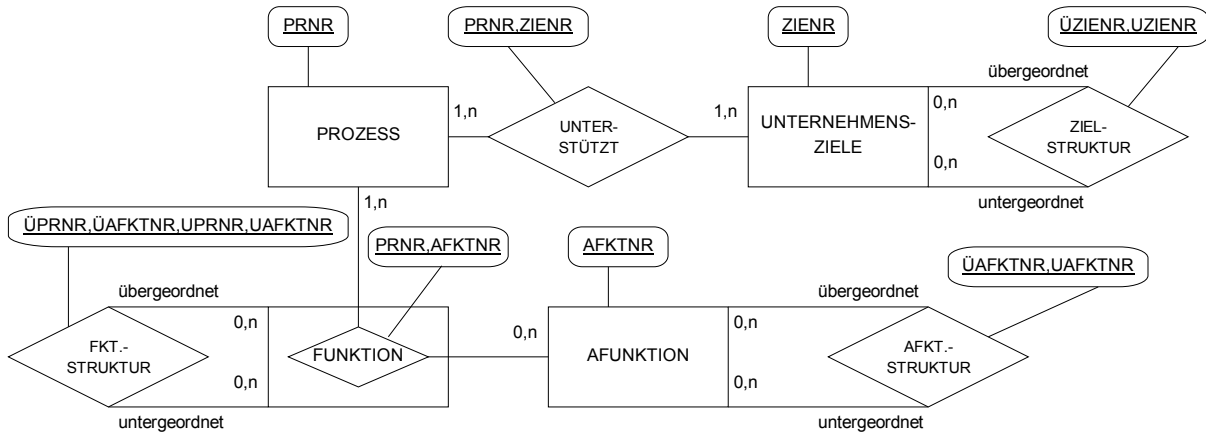 PRNR
PRNR,ZIENR
ZIENR
ÜZIENR,UZIENR
übergeordnet
PROZESS
1,n
UNTER-
STÜTZT
1,n
UNTERNEHMENS-
ZIELE
0,n
0,n
ZIEL-
STRUKTUR
untergeordnet
1,n
ÜPRNR,ÜAFKTNR,UPRNR,UAFKTNR
PRNR,AFKTNR
AFKTNR
ÜAFKTNR,UAFKTNR
übergeordnet
übergeordnet
FKT.-
STRUKTUR
0,n
0,n
FUNKTION
0,n
AFUNKTION
0,n
0,n
AFKT.-
STRUKTUR
untergeordnet
untergeordnet